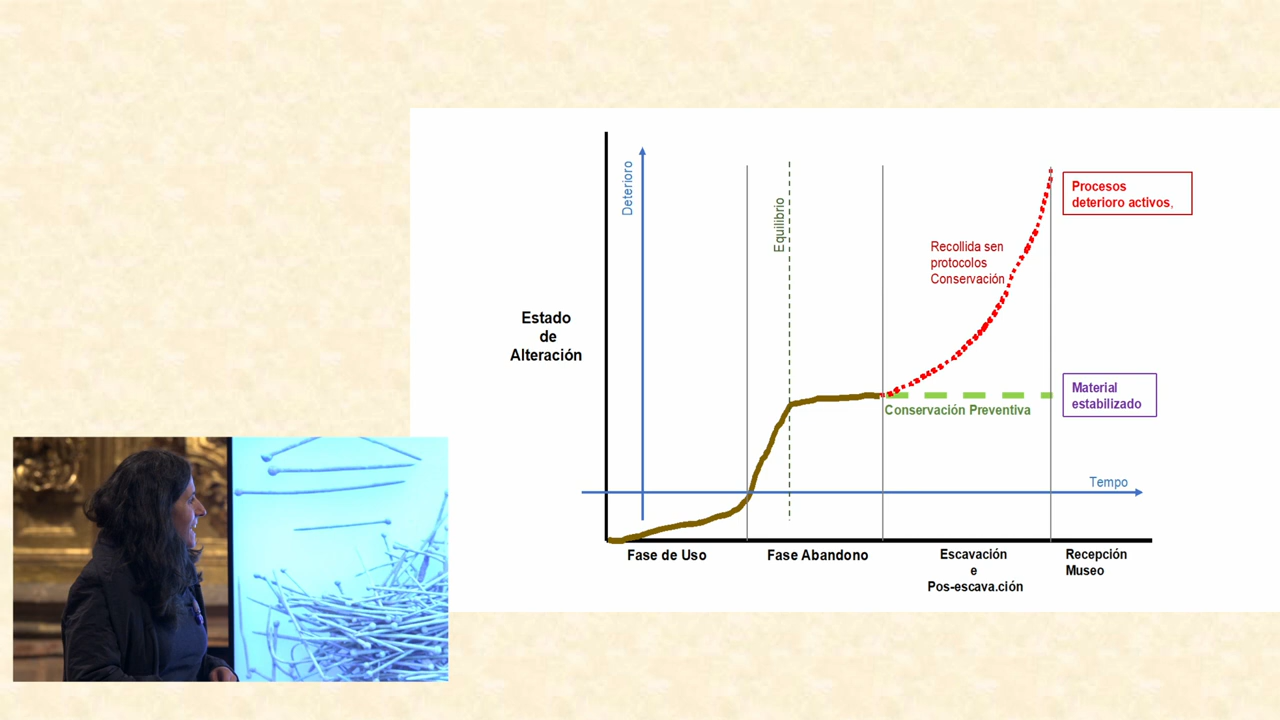 Deterioro
Equilibrio
Procesos
deterioro activos,
Recollida sen
protocolos
Conservación
Estado
de
Alteración
Material
estabilizado
Conservación Preventiva
Tempo
Fase de Uso
Fase Abandono
Escavación
e
Pos-escava.ción
Recepción
Museo